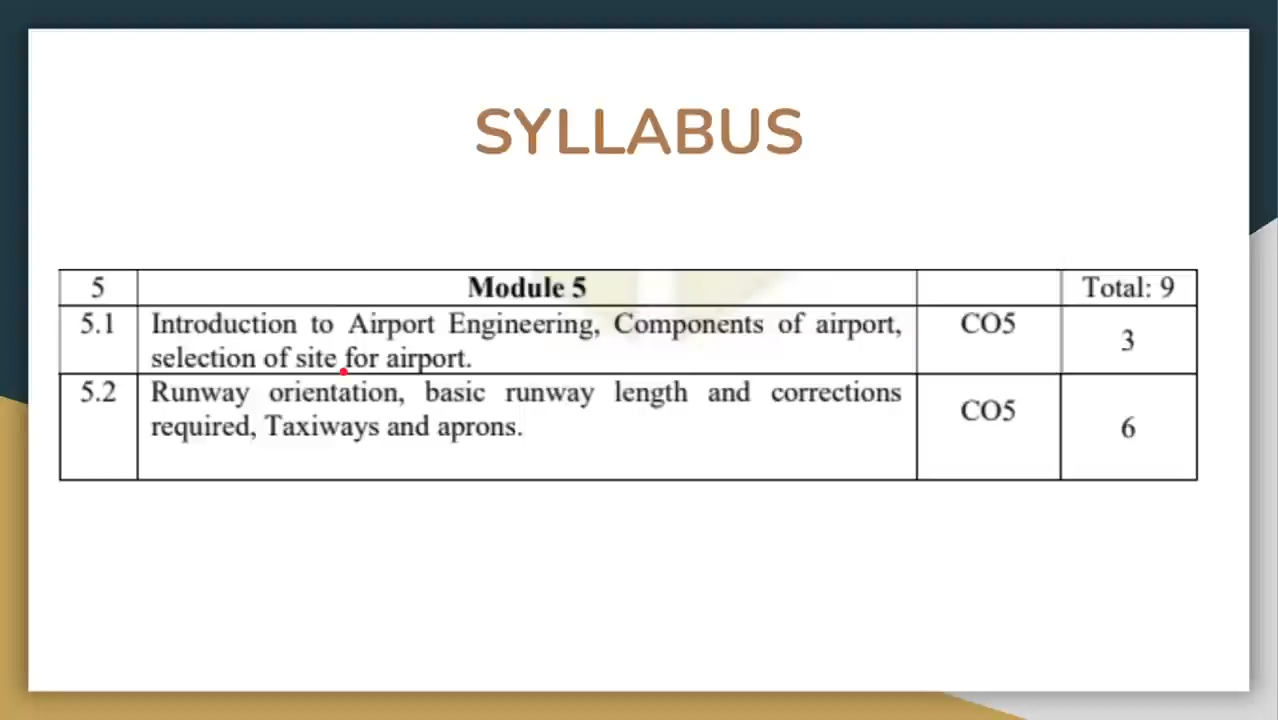 SYLLABUS
5 Module 5 Total: 9
5.1 Introduction to Airport Engineering, Components of airport, CO5 3
selection of site for airport.
5.2 Runway orientation, basic runway length and corrections CO5 6
required, Taxiways and aprons.